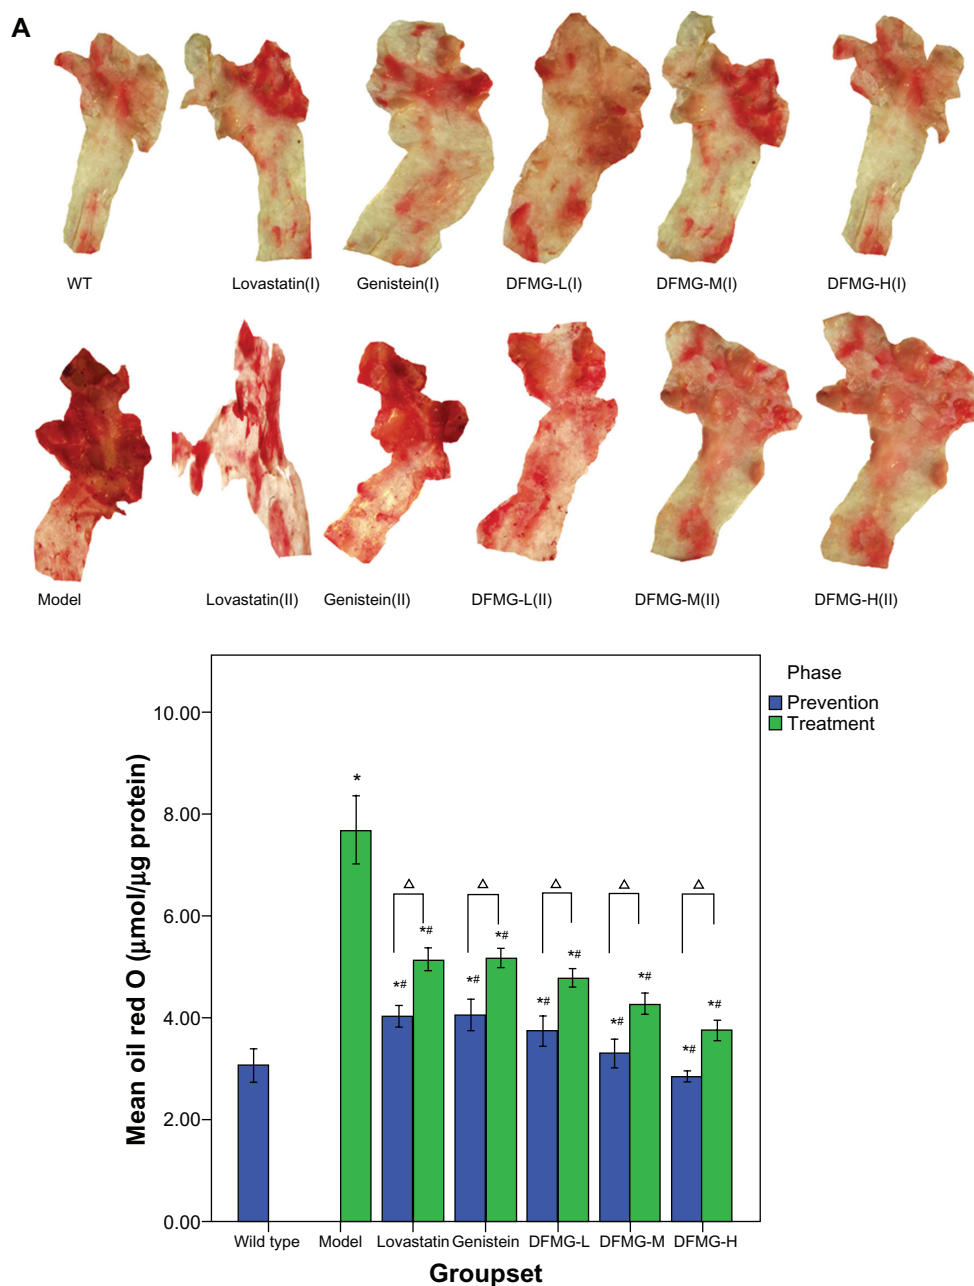 A
WT Lovastatin(I) Genistein(I) DFMG-L(I) DFMG-M(I) DFMG-H(I)
Model Lovastatin(II) Genistein(II) DFMG-L(II) DFMG-M(II) DFMG-H(II)
Phase
Prevention
Treatment
Mean oil red O (μmol/μg protein)
10.00
8.00
6.00
4.00
2.00
0.00
*
△ △ △ △ △
*# *# *# *# *#
*# *# *# *# *#
Wild type Model Lovastatin Genistein DFMG-L DFMG-M DFMG-H
Groupset